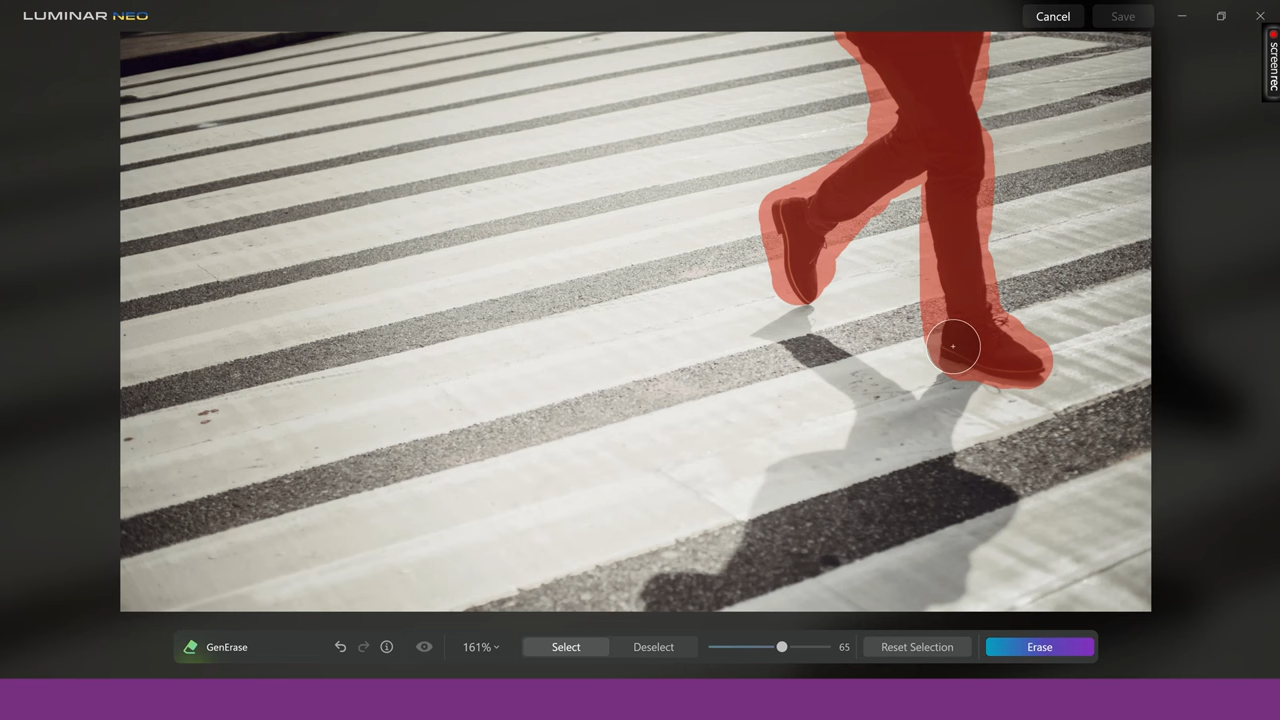 LUMINAR NEO
Cancel
Save
screenrec
GenErase
161%
Select
Deselect
65
Reset Selection
Erase